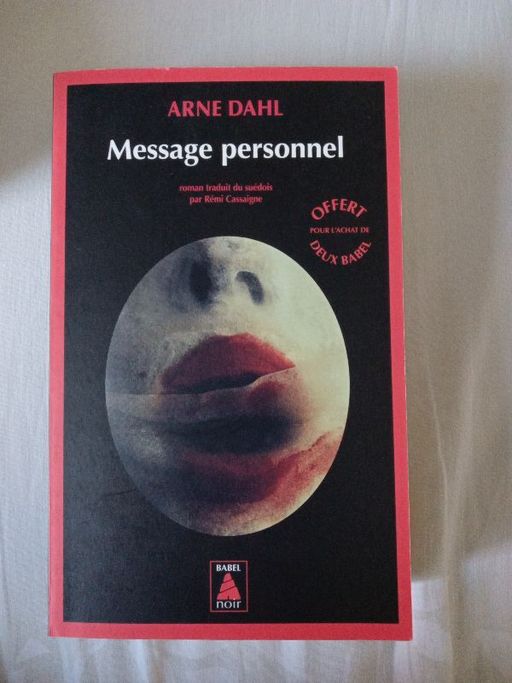 ARNE DAHL
Message personnel
roman traduit du suédois
par Rémi Cassaigne
OFFERT
POUR L'ACHAT DE
DEUX BABEL
BABEL
noir